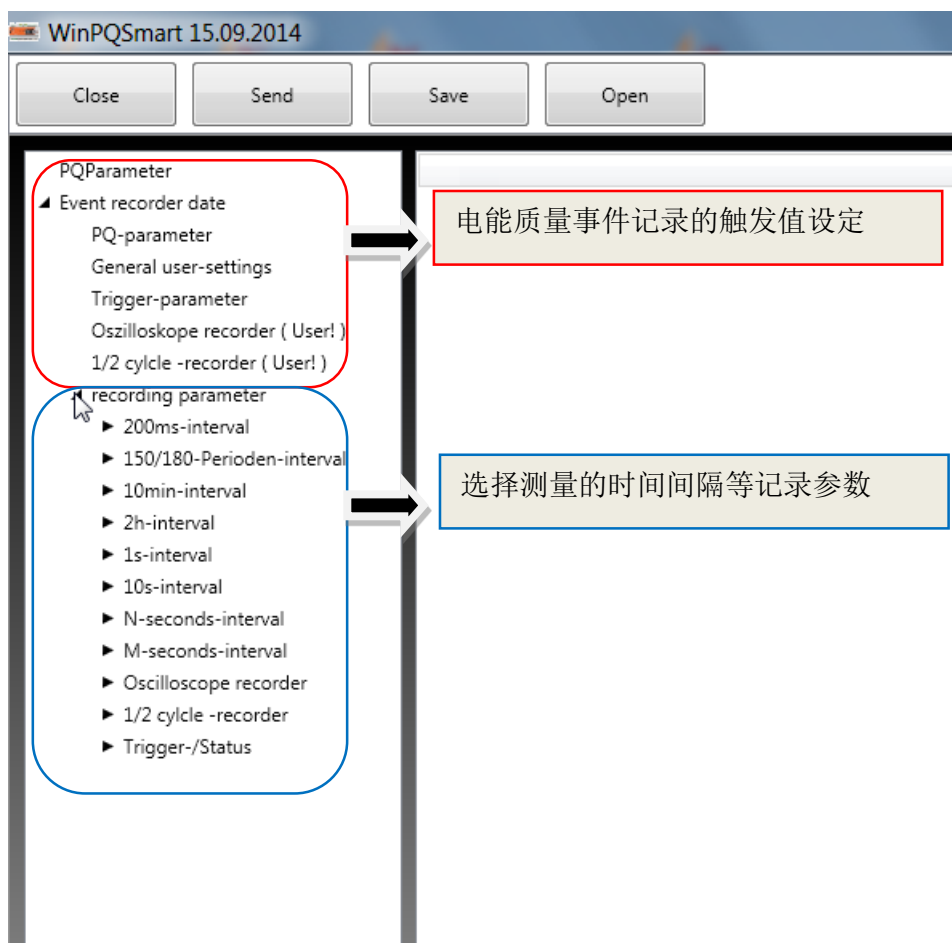 WinPQSmart 15.09.2014
Close Send Save Open
PQParameter
Event recorder date
PQ-parameter
General user-settings
Trigger-parameter
Oszilloskope recorder ( User! )
1/2 cylcle -recorder ( User! )
电能质量事件记录的触发值设定
recording parameter
200ms-interval
150/180-Perioden-interval
10min-interval
2h-interval
1s-interval
10s-interval
N-seconds-interval
M-seconds-interval
Oscilloscope recorder
1/2 cylcle -recorder
Trigger-/Status
选择测量的时间间隔等记录参数